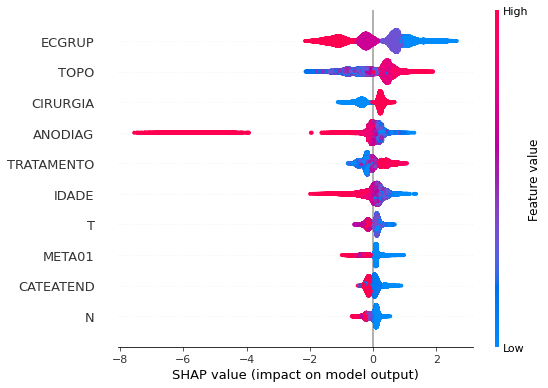 High
ECGRUP
TOPO
CIRURGIA
ANODIAG
TRATAMENTO
IDADE
T
META01
CATEATEND
N
Low
Feature value
−8 −6 −4 −2 0 2
SHAP value (impact on model output)